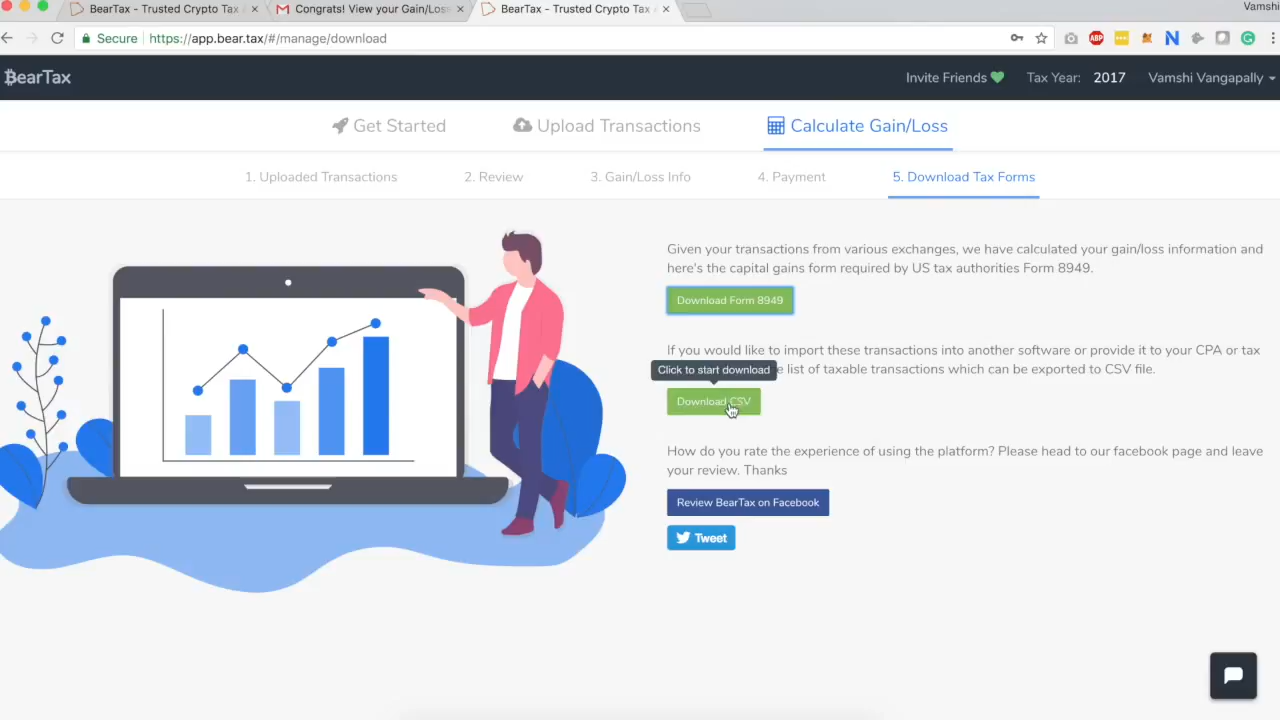 BearTax - Trusted Crypto Tax
Congrats! View your Gain/Loss
BearTax - Trusted Crypto Tax
Vamshi
Secure
https://app.bear.tax/#/manage/download
BearTax
Invite Friends
Tax Year: 2017
Vamshi Vangapally
Get Started
Upload Transactions
Calculate Gain/Loss
1. Uploaded Transactions
2. Review
3. Gain/Loss Info
4. Payment
5. Download Tax Forms
Given your transactions from various exchanges, we have calculated your gain/loss information and
here's the capital gains form required by US tax authorities Form 8949.
Download Form 8949
If you would like to import these transactions into another software or provide it to your CPA or tax
Click to start download
list of taxable transactions which can be exported to CSV file.
Download CSV
How do you rate the experience of using the platform? Please head to our facebook page and leave
your review. Thanks
Review BearTax on Facebook
Tweet